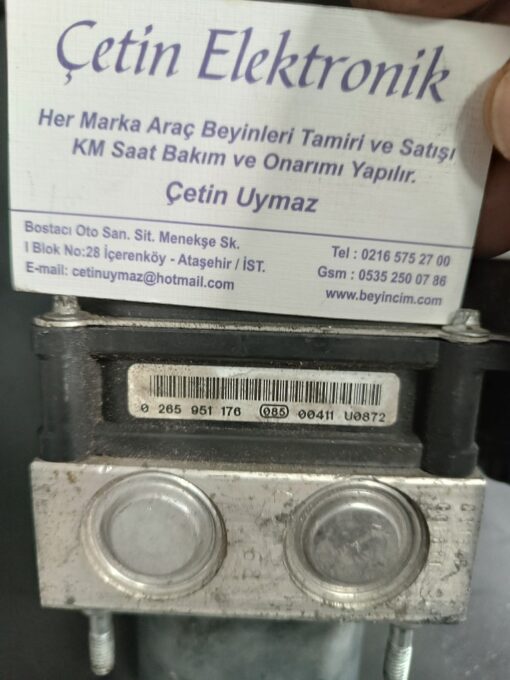 Çetin Elektronik
Her Marka Araç Beyinleri Tamiri ve Satışı
KM Saat Bakım ve Onarımı Yapılır.
Çetin Uymaz
Bostacı Oto San. Sit. Menekşe Sk.
I Blok No:28 İçerenköy - Ataşehir / İST.
E-mail: cetinuymaz@hotmail.com
Tel : 0216 575 27 00
Gsm : 0535 250 07 86
www.beyincim.com
0 265 951 176 085 00411 U0872